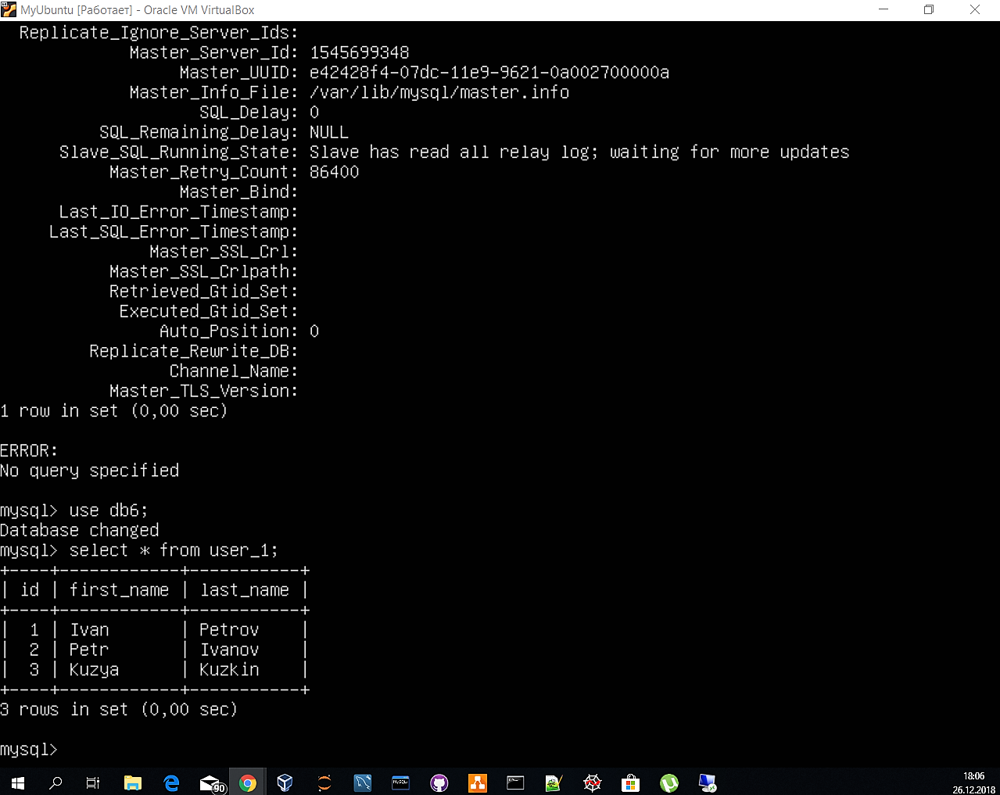 MyUbuntu [Работает] - Oracle VM VirtualBox
Replicate_Ignore_Server_Ids:
Master_Server_Id: 1545699348
Master_UUID: e42428f4-07dc-11e9-9621-0a002700000a
Master_Info_File: /var/lib/mysql/master.info
SQL_Delay: 0
SQL_Remaining_Delay: NULL
Slave_SQL_Running_State: Slave has read all relay log; waiting for more updates
Master_Retry_Count: 86400
Master_Bind:
Last_IO_Error_Timestamp:
Last_SQL_Error_Timestamp:
Master_SSL_Crl:
Master_SSL_Crlpath:
Retrieved_Gtid_Set:
Executed_Gtid_Set:
Auto_Position: 0
Replicate_Rewrite_DB:
Channel_Name:
Master_TLS_Version:
1 row in set (0,00 sec)
ERROR:
No query specified
mysql> use db6;
Database changed
mysql> select * from user_1;
+----+------------+-----------+
| id | first_name | last_name |
+----+------------+-----------+
|  1 | Ivan       | Petrov    |
|  2 | Petr       | Ivanov    |
|  3 | Kuzya      | Kuzkin    |
+----+------------+-----------+
3 rows in set (0,00 sec)
mysql>
90
MySQL
18:06
26.12.2018